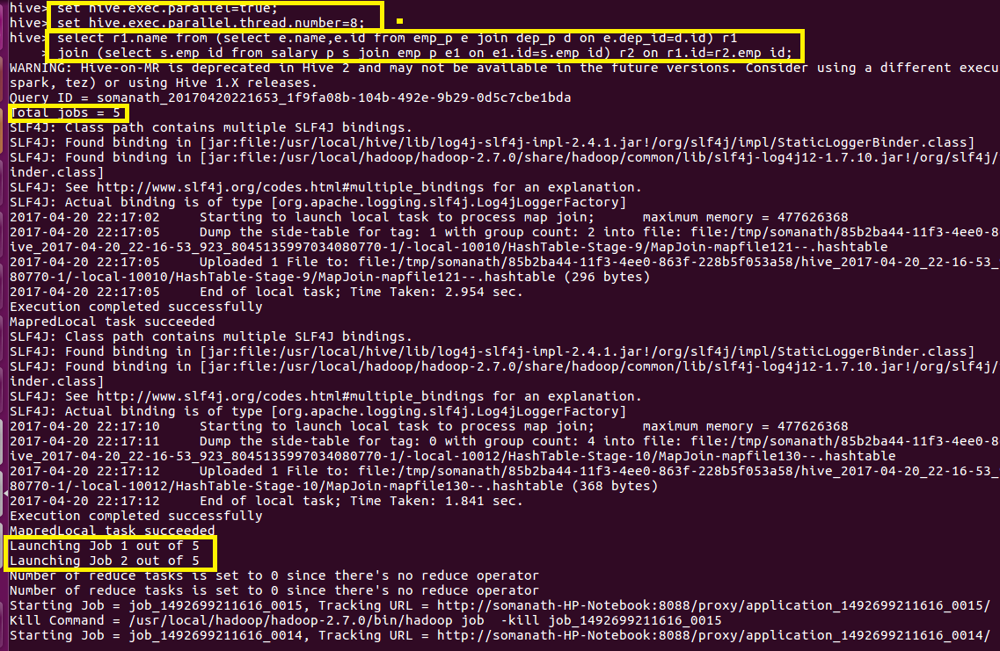 hive> set hive.exec.parallel=true;
hive> set hive.exec.parallel.thread.number=8;
hive> select r1.name from (select e.name,e.id from emp_p e join dep_p d on e.dep_id=d.id) r1
    > join (select s.emp_id from salary_p s join emp_p e1 on e1.id=s.emp_id) r2 on r1.id=r2.emp_id;
WARNING: Hive-on-MR is deprecated in Hive 2 and may not be available in the future versions. Consider using a different execu
spark, tez) or using Hive 1.X releases.
Query ID = somanath_20170420221653_1f9fa08b-104b-492e-9b29-0d5c7cbe1bda
Total jobs = 5
SLF4J: Class path contains multiple SLF4J bindings.
SLF4J: Found binding in [jar:file:/usr/local/hive/lib/log4j-slf4j-impl-2.4.1.jar!/org/slf4j/impl/StaticLoggerBinder.class]
SLF4J: Found binding in [jar:file:/usr/local/hadoop/hadoop-2.7.0/share/hadoop/common/lib/slf4j-log4j12-1.7.10.jar!/org/slf4j/
inder.class]
SLF4J: See http://www.slf4j.org/codes.html#multiple_bindings for an explanation.
SLF4J: Actual binding is of type [org.apache.logging.slf4j.Log4jLoggerFactory]
2017-04-20 22:17:02     Starting to launch local task to process map join;      maximum memory = 477626368
2017-04-20 22:17:05     Dump the side-table for tag: 1 with group count: 2 into file: file:/tmp/somanath/85b2ba44-11f3-4ee0-8
ive_2017-04-20_22-16-53_923_8045135997034080770-1/-local-10010/HashTable-Stage-9/MapJoin-mapfile121--.hashtable
2017-04-20 22:17:05     Uploaded 1 File to: file:/tmp/somanath/85b2ba44-11f3-4ee0-863f-228b5f053a58/hive_2017-04-20_22-16-53_
80770-1/-local-10010/HashTable-Stage-9/MapJoin-mapfile121--.hashtable (296 bytes)
2017-04-20 22:17:05     End of local task; Time Taken: 2.954 sec.
Execution completed successfully
MapredLocal task succeeded
SLF4J: Class path contains multiple SLF4J bindings.
SLF4J: Found binding in [jar:file:/usr/local/hive/lib/log4j-slf4j-impl-2.4.1.jar!/org/slf4j/impl/StaticLoggerBinder.class]
SLF4J: Found binding in [jar:file:/usr/local/hadoop/hadoop-2.7.0/share/hadoop/common/lib/slf4j-log4j12-1.7.10.jar!/org/slf4j/
inder.class]
SLF4J: See http://www.slf4j.org/codes.html#multiple_bindings for an explanation.
SLF4J: Actual binding is of type [org.apache.logging.slf4j.Log4jLoggerFactory]
2017-04-20 22:17:10     Starting to launch local task to process map join;      maximum memory = 477626368
2017-04-20 22:17:11     Dump the side-table for tag: 0 with group count: 4 into file: file:/tmp/somanath/85b2ba44-11f3-4ee0-8
ive_2017-04-20_22-16-53_923_8045135997034080770-1/-local-10012/HashTable-Stage-10/MapJoin-mapfile130--.hashtable
2017-04-20 22:17:12     Uploaded 1 File to: file:/tmp/somanath/85b2ba44-11f3-4ee0-863f-228b5f053a58/hive_2017-04-20_22-16-53_
80770-1/-local-10012/HashTable-Stage-10/MapJoin-mapfile130--.hashtable (368 bytes)
2017-04-20 22:17:12     End of local task; Time Taken: 1.841 sec.
Execution completed successfully
MapredLocal task succeeded
Launching Job 1 out of 5
Launching Job 2 out of 5
Number of reduce tasks is set to 0 since there's no reduce operator
Number of reduce tasks is set to 0 since there's no reduce operator
Starting Job = job_1492699211616_0015, Tracking URL = http://somanath-HP-Notebook:8088/proxy/application_1492699211616_0015/
Kill Command = /usr/local/hadoop/hadoop-2.7.0/bin/hadoop job  -kill job_1492699211616_0015
Starting Job = job_1492699211616_0014, Tracking URL = http://somanath-HP-Notebook:8088/proxy/application_1492699211616_0014/